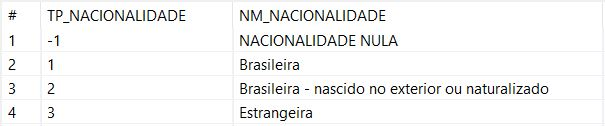 # TP_NACIONALIDADE NM_NACIONALIDADE
1 -1 NACIONALIDADE NULA
2 1 Brasileira
3 2 Brasileira - nascido no exterior ou naturalizado
4 3 Estrangeira